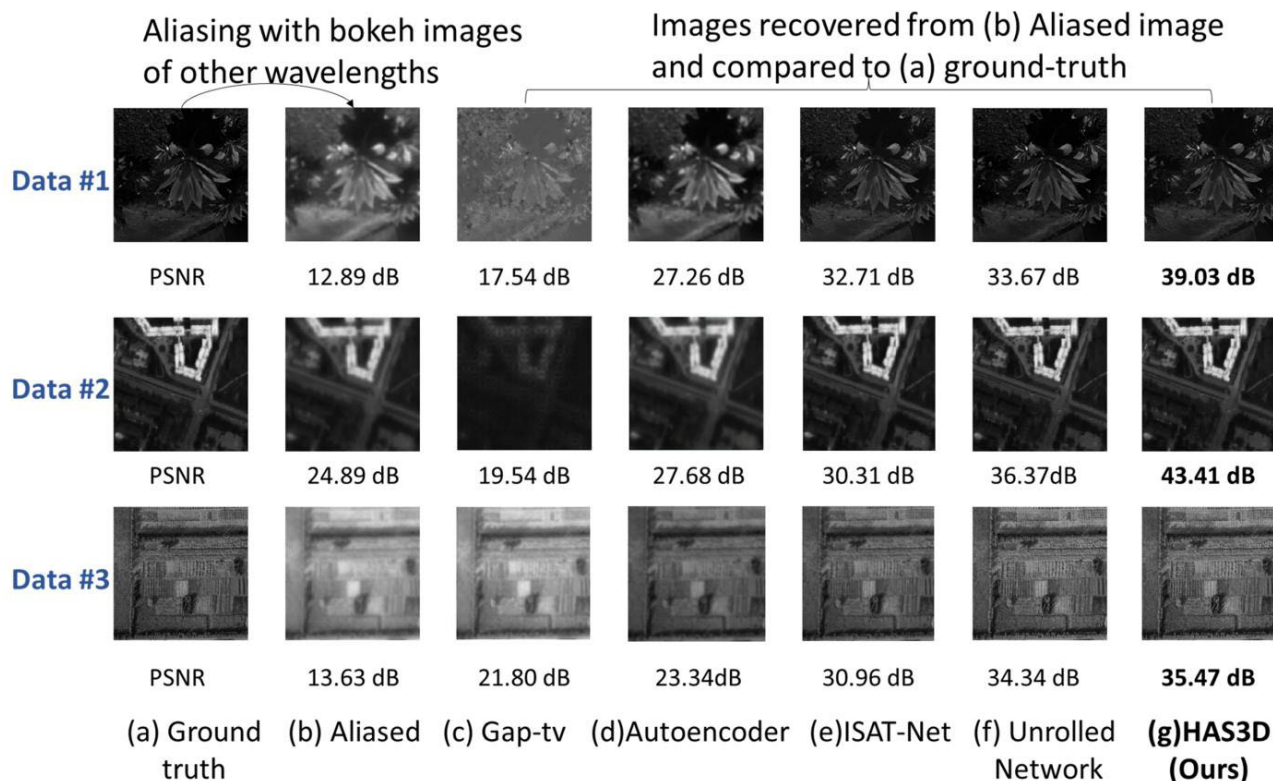 Aliasing with bokeh images
of other wavelengths
Images recovered from (b) Aliased image
and compared to (a) ground-truth
Data #1
PSNR 12.89 dB 17.54 dB 27.26 dB 32.71 dB 33.67 dB 39.03 dB
Data #2
PSNR 24.89 dB 19.54 dB 27.68 dB 30.31 dB 36.37dB 43.41 dB
Data #3
PSNR 13.63 dB 21.80 dB 23.34dB 30.96 dB 34.34 dB 35.47 dB
(a) Ground truth
(b) Aliased
(c) Gap-tv
(d)Autoencoder
(e)ISAT-Net
(f) Unrolled
Network
(g)HAS3D
(Ours)